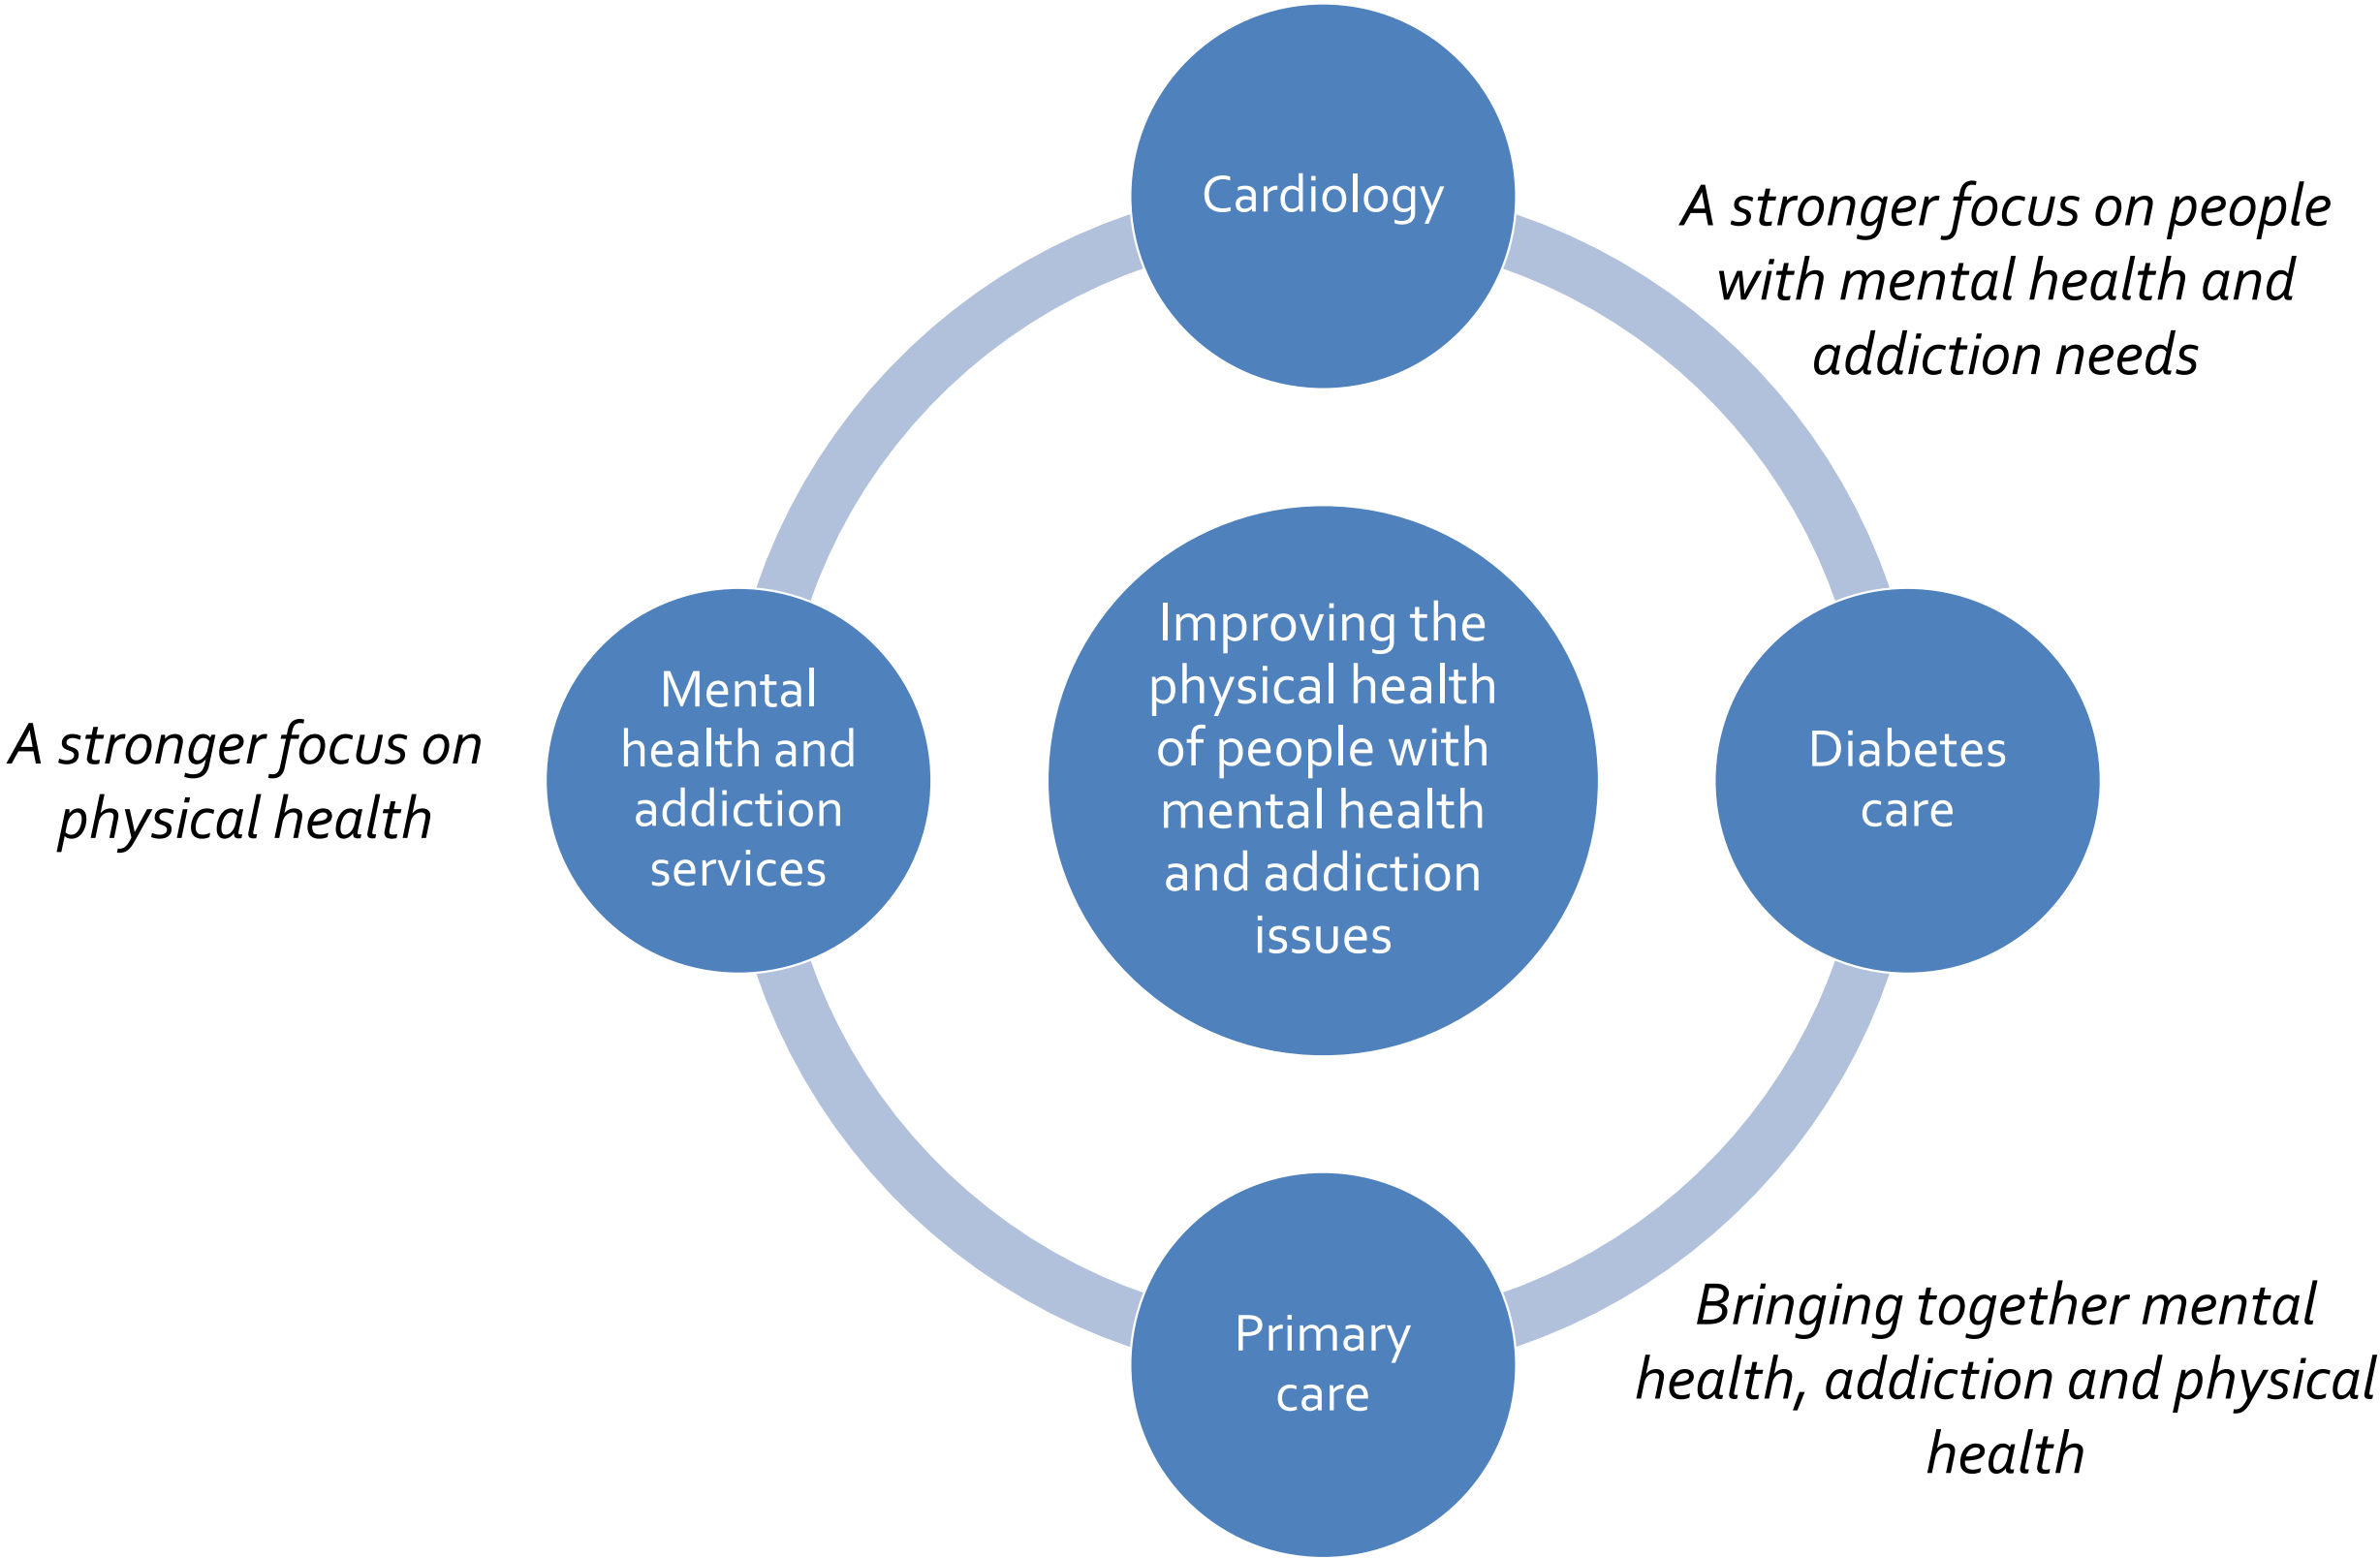 Cardiology
A stronger focus on people
with mental health and
addiction needs
A stronger focus on
physical health
Mental
health and
addiction
services
Improving the
physical health
of people with
mental health
and addiction
issues
Diabetes
care
Primary
care
Bringing together mental
health, addiction and physical
health